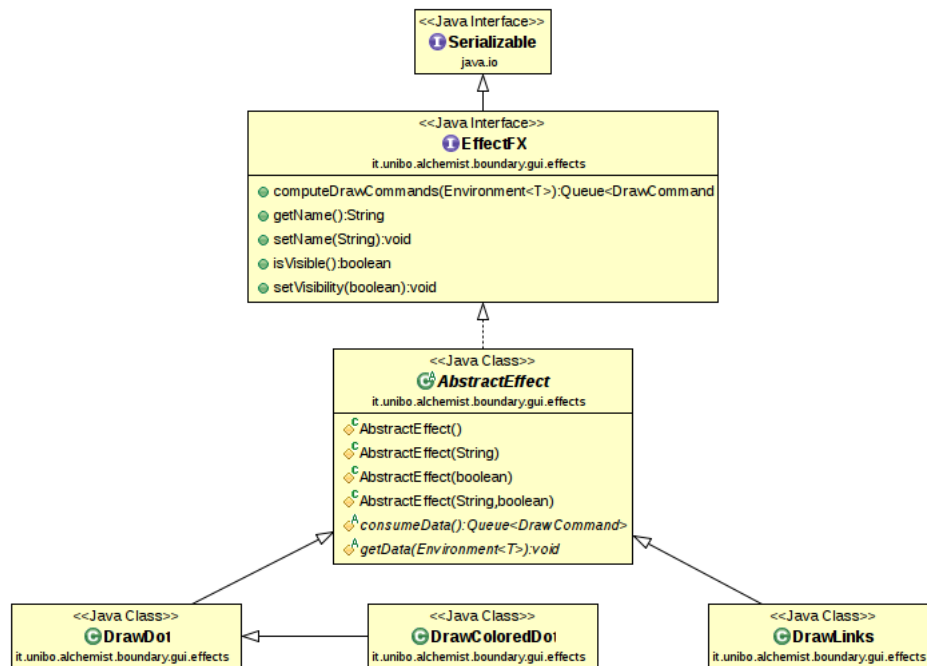 <<Java Interface>>
Serializable
java.io
<<Java Interface>>
EffectFX
it.unibo.alchemist.boundary.gui.effects
computeDrawCommands(Environment<T>):Queue<DrawCommand
getName():String
setName(String):void
isVisible():boolean
setVisibility(boolean):void
<<Java Class>>
AbstractEffect
it.unibo.alchemist.boundary.gui.effects
AbstractEffect()
AbstractEffect(String)
AbstractEffect(boolean)
AbstractEffect(String,boolean)
consumeData():Queue<DrawCommand>
getData(Environment<T>):void
<<Java Class>>
DrawDot
it.unibo.alchemist.boundary.gui.effects
<<Java Class>>
DrawColoredDot
it.unibo.alchemist.boundary.gui.effects
<<Java Class>>
DrawLinks
it.unibo.alchemist.boundary.gui.effects